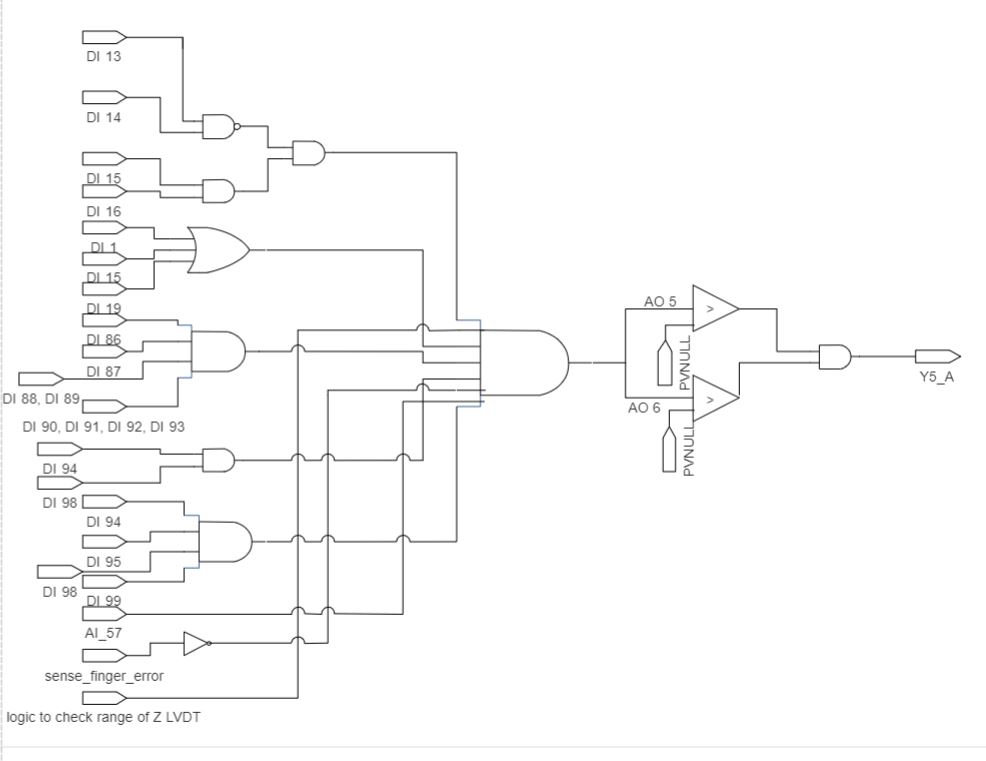 DI 13
DI 14
DI 15
DI 16
DI 1
DI 15
DI 19
DI 86
DI 87
DI 88, DI 89
DI 90, DI 91, DI 92, DI 93
DI 94
DI 98
DI 94
DI 95
DI 98
DI 99
AI_57
sense_finger_error
logic to check range of Z LVDT
AO 5
>
PVNULL
AO 6
>
PVNULL
Y5_A